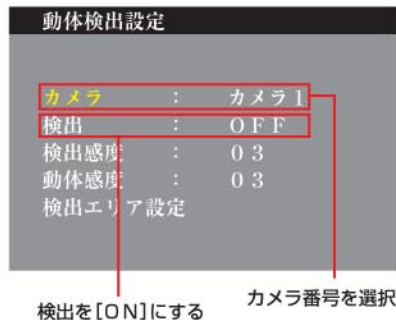 動体検出設定
カメラ : カメラ1
検出 : OFF
検出感度 : 03
動体感度 : 03
検出エリア設定
カメラ番号を選択
検出を[ON]にする